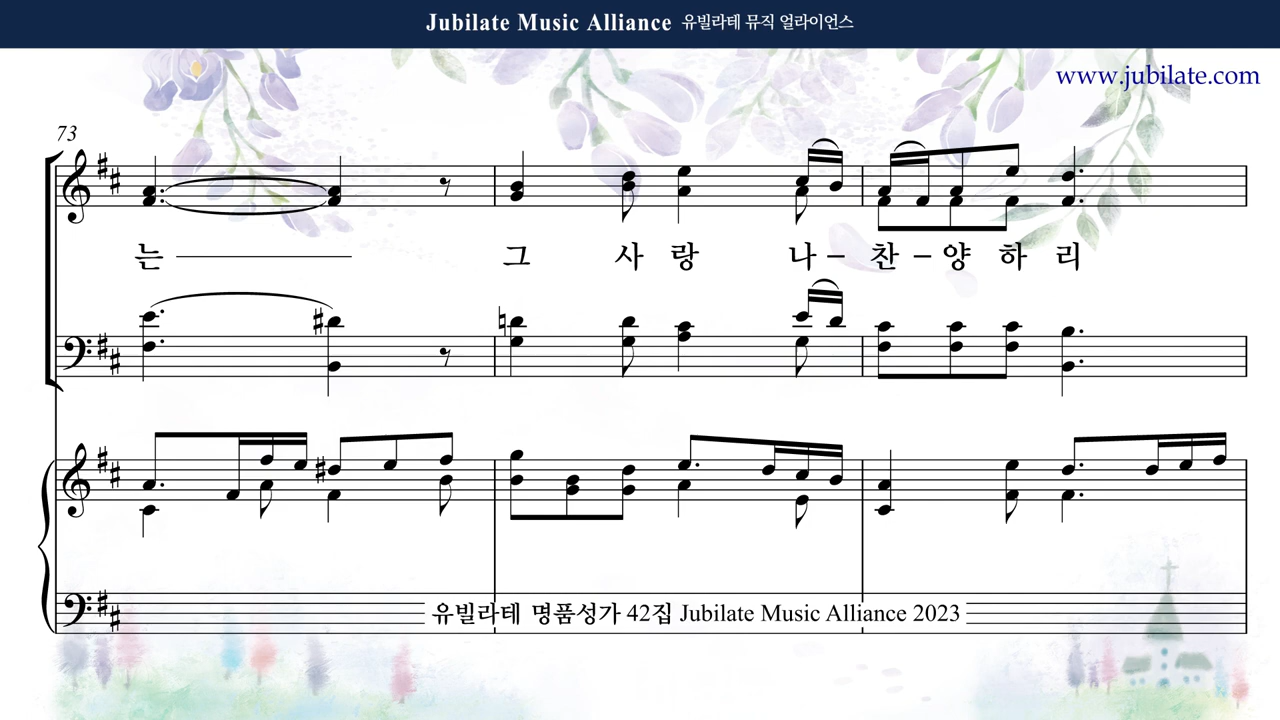 Jubilate Music Alliance 유빌라테 뮤직 얼라이언스
www.jubilate.com
73
는 그 사 랑 나 – 찬 – 양 하 리
유빌라테 명품성가 42집 Jubilate Music Alliance 2023